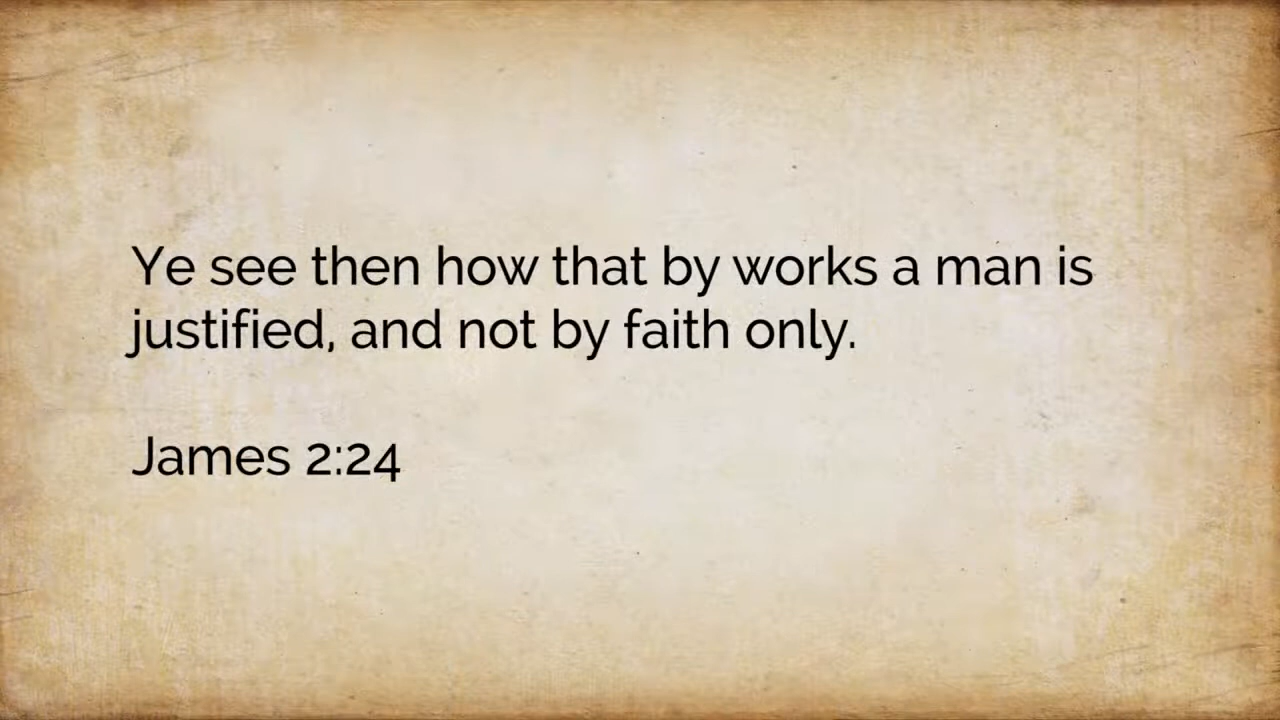 Ye see then how that by works a man is
justified, and not by faith only.
James 2:24